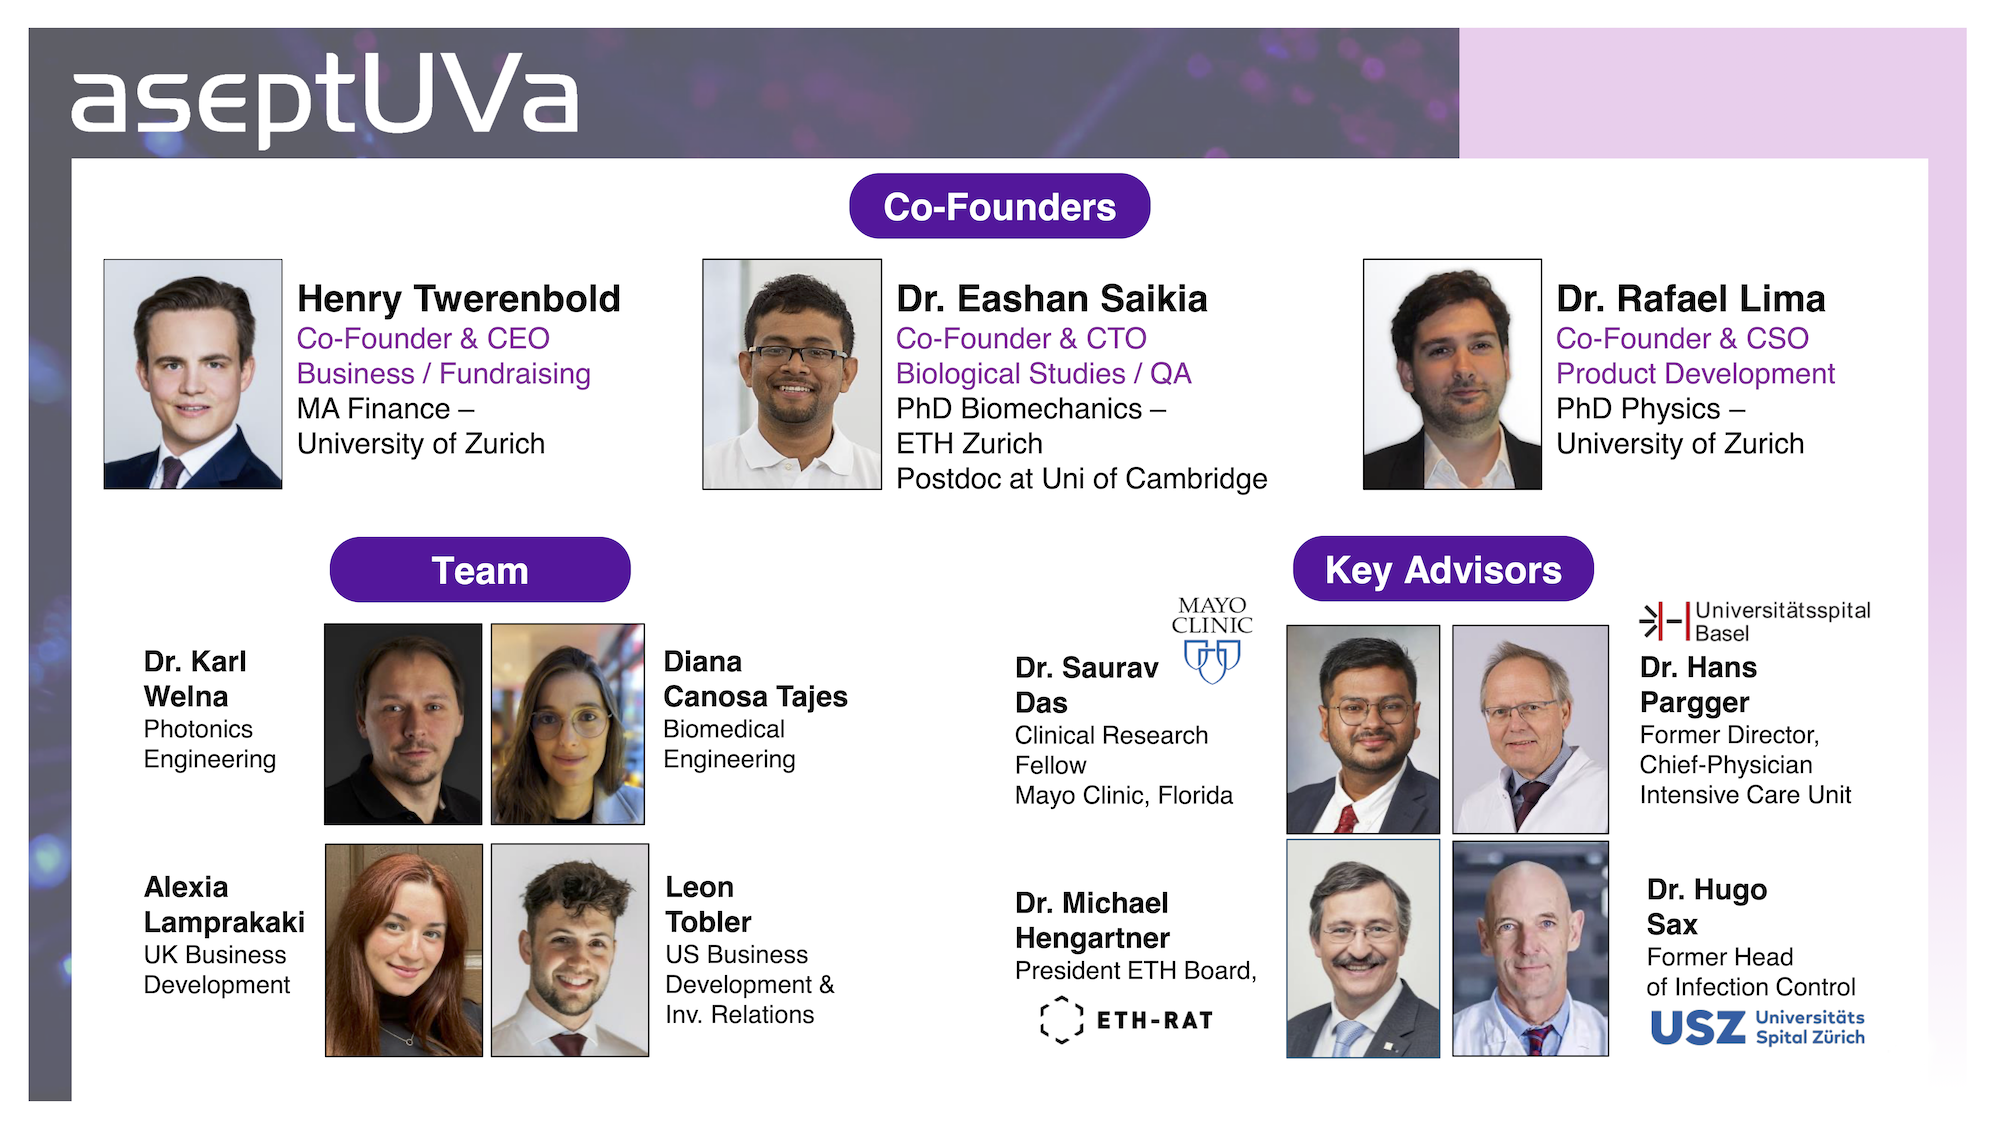 aseptUVa
Co-Founders
Henry Twerenbold
Co-Founder & CEO
Business / Fundraising
MA Finance –
University of Zurich
Dr. Eashan Saikia
Co-Founder & CTO
Biological Studies / QA
PhD Biomechanics –
ETH Zurich
Postdoc at Uni of Cambridge
Dr. Rafael Lima
Co-Founder & CSO
Product Development
PhD Physics –
University of Zurich
Team
Dr. Karl
Welna
Photonics
Engineering
Diana
Canosa Tajes
Biomedical
Engineering
Alexia
Lamprakaki
UK Business
Development
Leon
Tobler
US Business
Development &
Inv. Relations
Key Advisors
MAYO
CLINIC
Dr. Saurav
Das
Clinical Research
Fellow
Mayo Clinic, Florida
Universitätsspital
Basel
Dr. Hans
Pargger
Former Director,
Chief-Physician
Intensive Care Unit
Dr. Michael
Hengartner
President ETH Board,
ETH-RAT
Dr. Hugo
Sax
Former Head
of Infection Control
USZ Universitäts
Spital Zürich